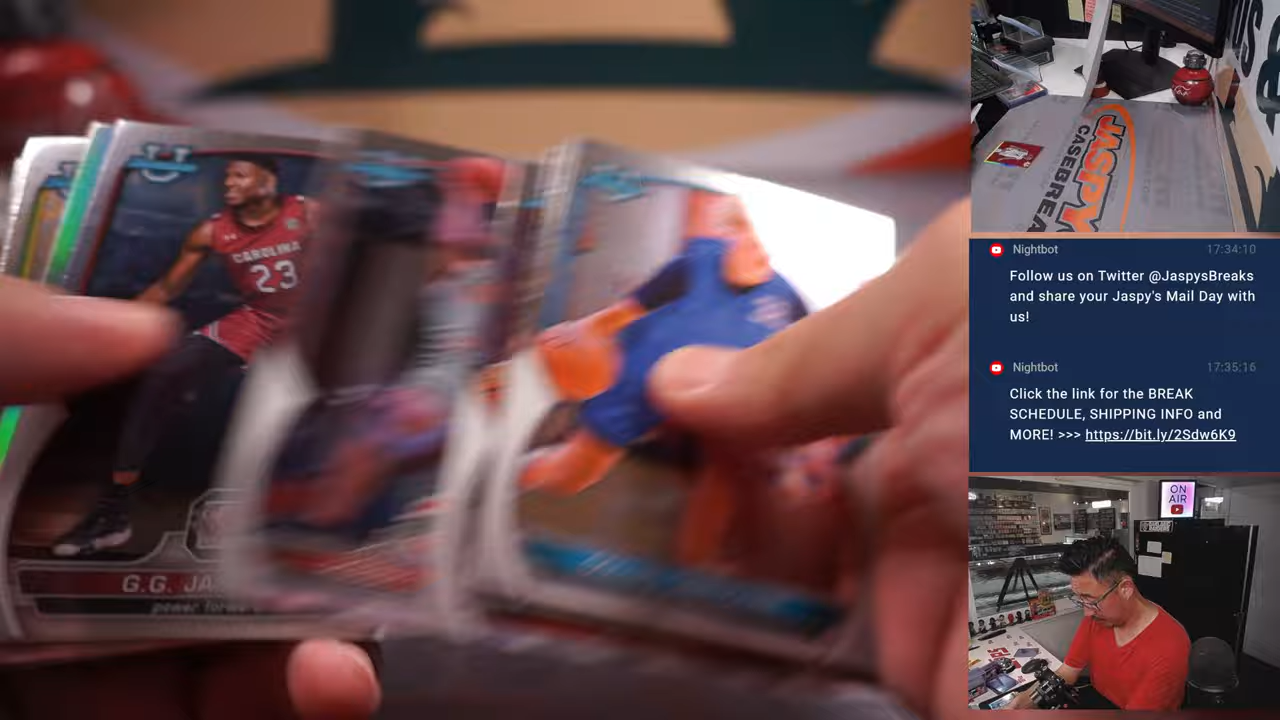 CAROLINA
23
G.G. JA
power forwa
JASPY
CASEBREA
Nightbot 17:34:10
Follow us on Twitter @JaspysBreaks
and share your Jaspy's Mail Day with
us!
Nightbot 17:35:16
Click the link for the BREAK
SCHEDULE, SHIPPING INFO and
MORE! >>> https://bit.ly/2Sdw6K9
ON
AIR